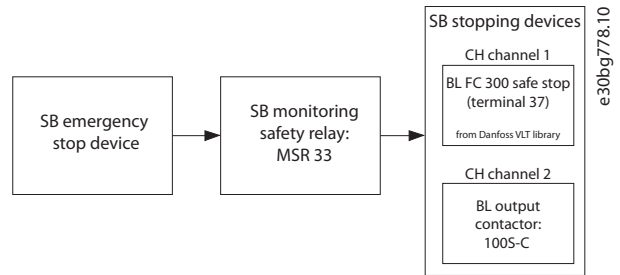 SB emergency
stop device
SB monitoring
safety relay:
MSR 33
SB stopping devices
CH channel 1
BL FC 300 safe stop
(terminal 37)
from Danfoss VLT library
CH channel 2
BL output
contactor:
100S-C
e30bg778.10